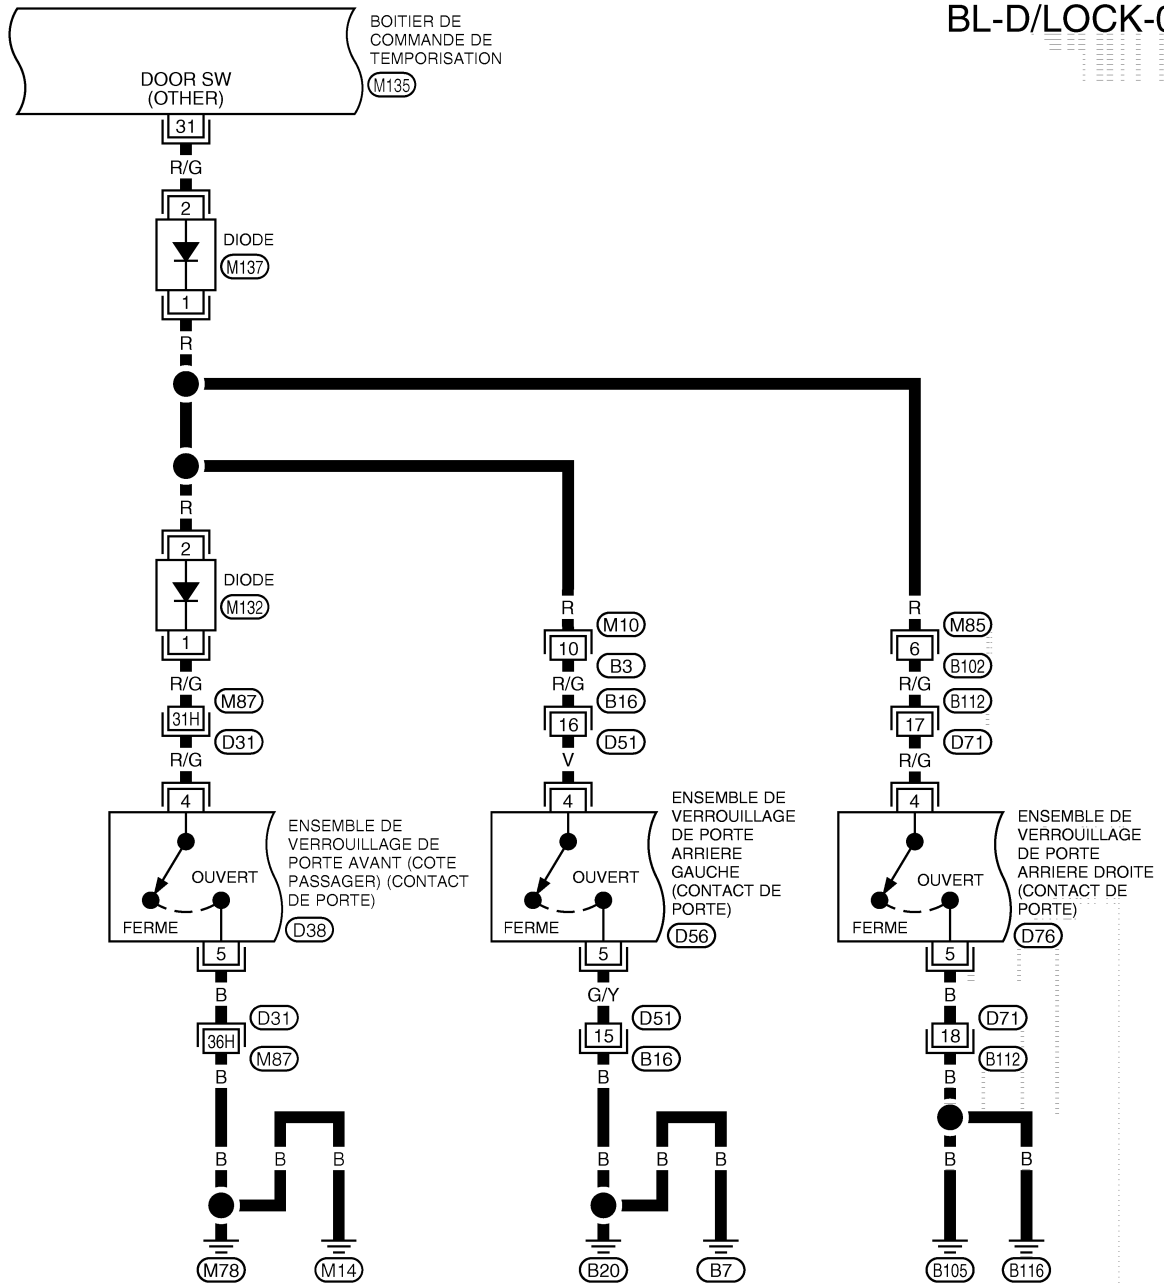 BL-D/LOCK-0
BOITIER DE
COMMANDE DE
TEMPORISATION
M135
DOOR SW
(OTHER)
31
R/G
2
DIODE
M137
1
R
R
2
DIODE
M132
1
R/G
M87
31H
D31
R/G
4
ENSEMBLE DE
VERROUILLAGE DE
PORTE AVANT (COTE
PASSAGER) (CONTACT
DE PORTE)
D38
OUVERT
FERME
5
B
D31
36H
M87
B
B B B
M78 M14
R
M10
10
B3
R/G
B16
16
D51
V
4
ENSEMBLE DE
VERROUILLAGE
DE PORTE
ARRIERE
GAUCHE
(CONTACT DE
PORTE)
D56
OUVERT
FERME
5
G/Y
D51
15
B16
B
B B B
B20 B7
R
M85
6
B102
R/G
B112
17
D71
R/G
4
ENSEMBLE DE
VERROUILLAGE
DE PORTE
ARRIERE DROITE
(CONTACT DE
PORTE)
D76
OUVERT
FERME
5
B
D71
18
B112
B
B B
B105 B116